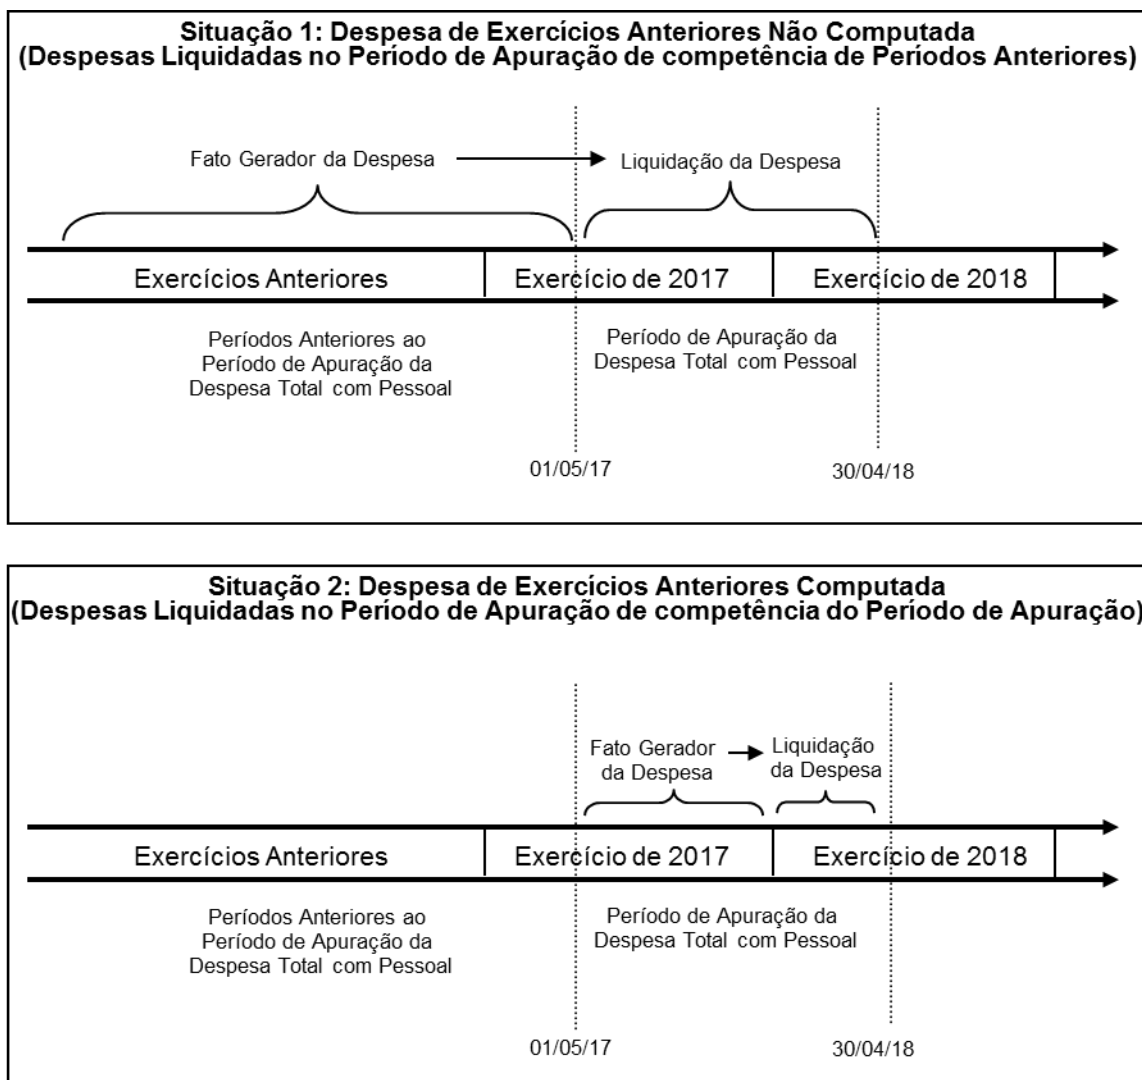 Situação 1: Despesa de Exercícios Anteriores Não Computada
(Despesas Liquidadas no Período de Apuração de competência de Períodos Anteriores)
Fato Gerador da Despesa
Liquidação da Despesa
Exercícios Anteriores
Exercício de 2017
Exercício de 2018
Períodos Anteriores ao
Período de Apuração da
Despesa Total com Pessoal
Período de Apuração da
Despesa Total com Pessoal
01/05/17
30/04/18
Situação 2: Despesa de Exercícios Anteriores Computada
(Despesas Liquidadas no Período de Apuração de competência do Período de Apuração)
Fato Gerador
da Despesa
Liquidação
da Despesa
Exercícios Anteriores
Exercício de 2017
Exercício de 2018
Períodos Anteriores ao
Período de Apuração da
Despesa Total com Pessoal
Período de Apuração da
Despesa Total com Pessoal
01/05/17
30/04/18